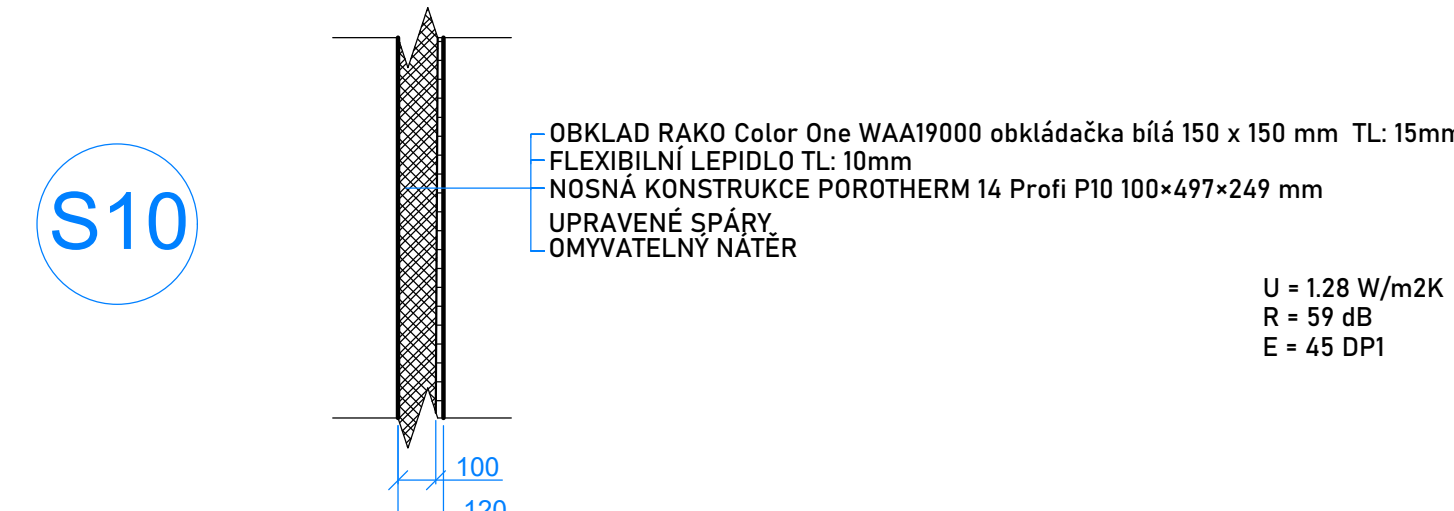 S10
OBKLAD RAKO Color One WAA19000 obkládačka bílá 150 x 150 mm TL: 15mm
FLEXIBILNÍ LEPIDLO TL: 10mm
NOSNÁ KONSTRUKCE POROTHERM 14 Profi P10 100×497×249 mm
UPRAVENÉ SPÁRY
OMYVATELNÝ NÁTĚR
U = 1.28 W/m2K
R = 59 dB
E = 45 DP1
100
120